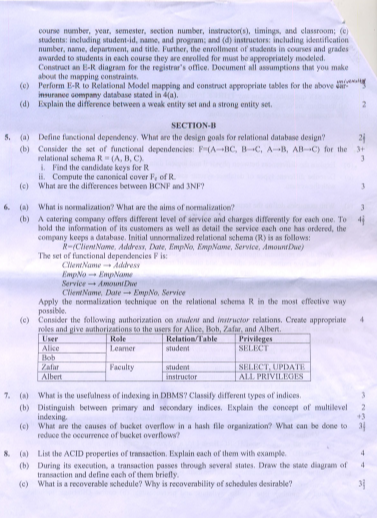 course number, year, semester, section number, instructor(s), timings, and classroom; (c)
students: including student-id, name, and program; and (d) instructors: including identification
number, name, department, and title. Further, the enrollment of students in courses and grades
awarded to students in each course they are enrolled for must be appropriately modeled.
Construct an E-R diagram for the registrar's office. Document all assumptions that you make
about the mapping constraints.
(c) Perform E-R to Relational Model mapping and construct appropriate tables for the above car- 3
insurance company database stated in 4(a).
(d) Explain the difference between a weak entity set and a strong entity set. 2
SECTION-B
5. (a) Define functional dependency. What are the design goals for relational database design? 2⅔
(b) Consider the set of functional dependencies: F={A→BC, B→C, A→B, AB→C} for the 3+
relational schema R = (A, B, C). 3
i. Find the candidate keys for R
ii. Compute the canonical cover Fc of R.
(c) What are the differences between BCNF and 3NF? 3
6. (a) What is normalization? What are the aims of normalization? 3
(b) A catering company offers different level of service and charges differently for each one. To 4⅔
hold the information of its customers as well as detail the service each one has ordered, the
company keeps a database. Initial unnormalized relational schema (R) is as follows:
R=(ClientName, Address, Date, EmpNo, EmpName, Service, AmountDue)
The set of functional dependencies F is:
ClientName → Address
EmpNo → EmpName
Service → AmountDue
ClientName, Date → EmpNo, Service
Apply the normalization technique on the relational schema R in the most effective way
possible.
(c) Consider the following authorization on student and instructor relations. Create appropriate 4
roles and give authorizations to the users for Alice, Bob, Zafar, and Albert.
User Role Relation/Table Privileges
Alice Learner student SELECT
Bob
Zafar Faculty student SELECT, UPDATE
Albert instructor ALL PRIVILEGES
7. (a) What is the usefulness of indexing in DBMS? Classify different types of indices. 3
(b) Distinguish between primary and secondary indices. Explain the concept of multilevel 2
indexing. +3
(c) What are the causes of bucket overflow in a hash file organization? What can be done to 3⅔
reduce the occurrence of bucket overflows?
8. (a) List the ACID properties of transaction. Explain each of them with example. 4
(b) During its execution, a transaction passes through several states. Draw the state diagram of 4
transaction and define each of them briefly.
(c) What is a recoverable schedule? Why is recoverability of schedules desirable? 3⅔